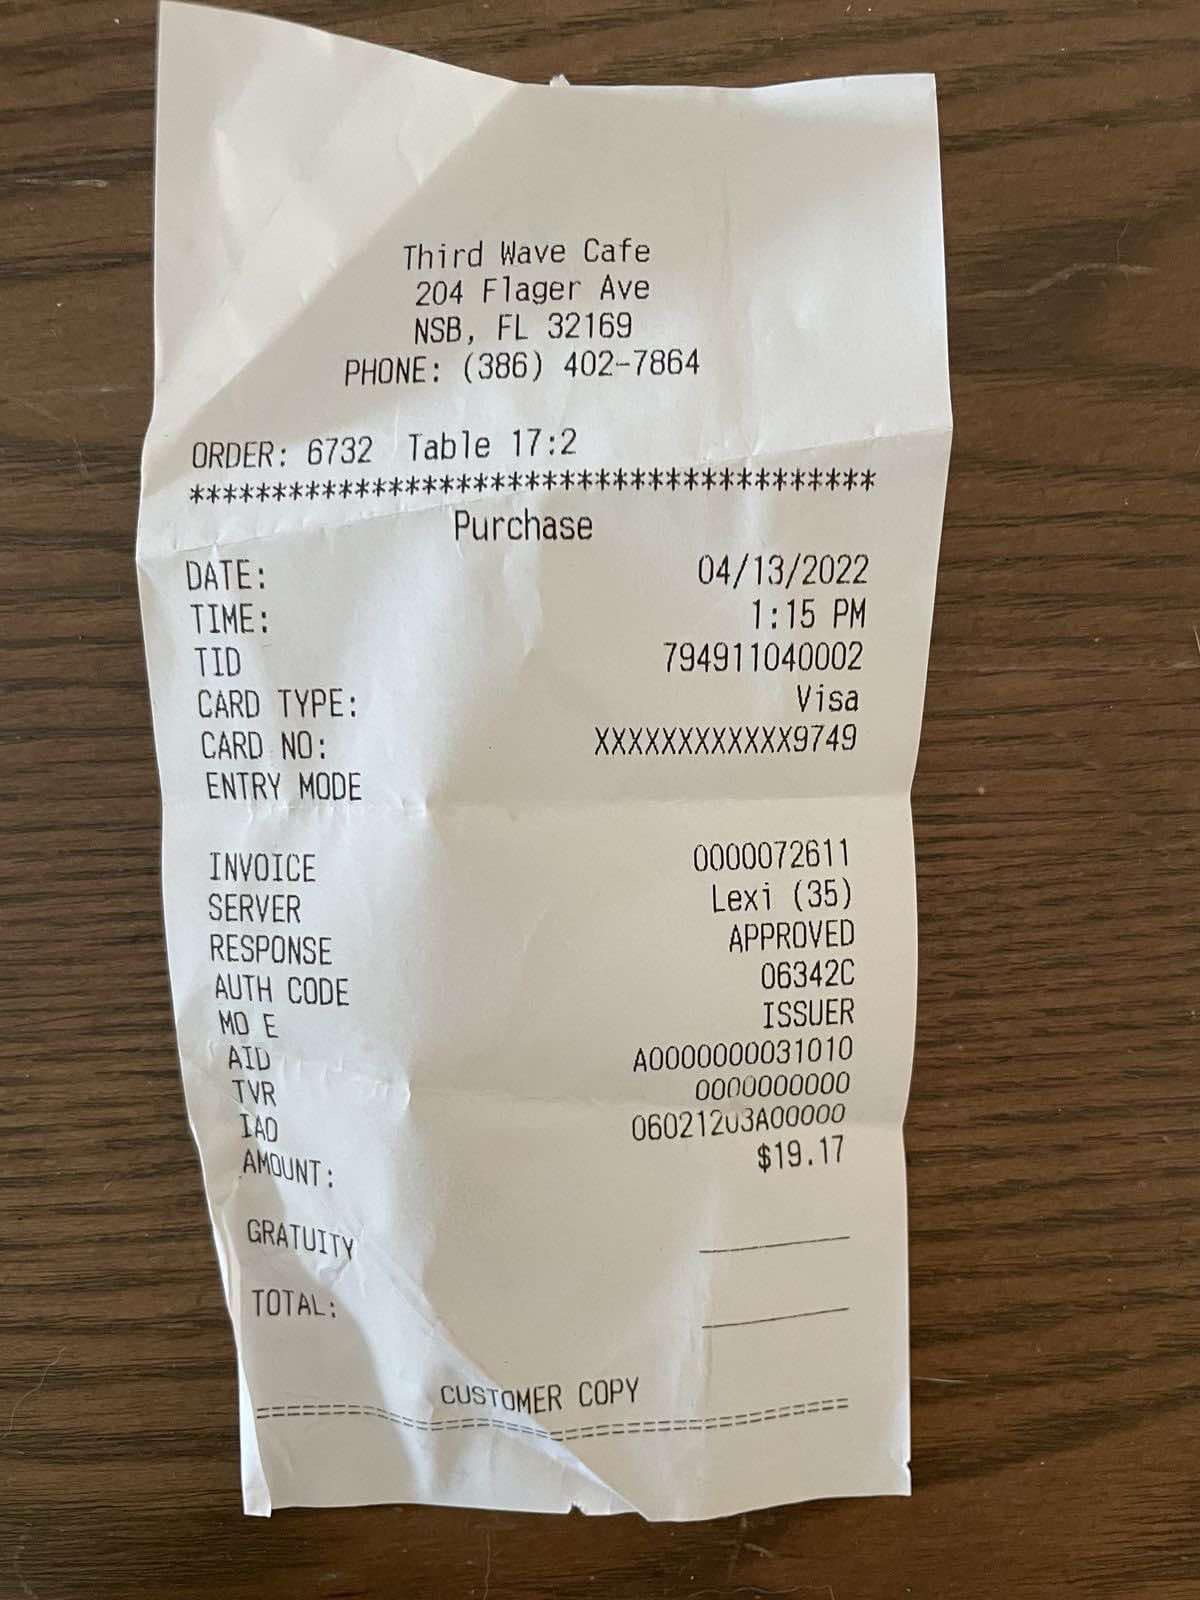 Third Wave Cafe
204 Flager Ave
NSB, FL 32169
PHONE: (386) 402-7864
ORDER: 6732 Table 17:2
******************************************
Purchase
DATE: 04/13/2022
TIME: 1:15 PM
TID 794911040002
CARD TYPE: Visa
CARD NO: XXXXXXXXXXXX9749
ENTRY MODE
INVOICE 0000072611
SERVER Lexi (35)
RESPONSE APPROVED
AUTH CODE 06342C
MO E ISSUER
AID A0000000031010
TVR 0000000000
IAD 06021203A00000
AMOUNT: $19.17
GRATUITY
TOTAL:
CUSTOMER COPY